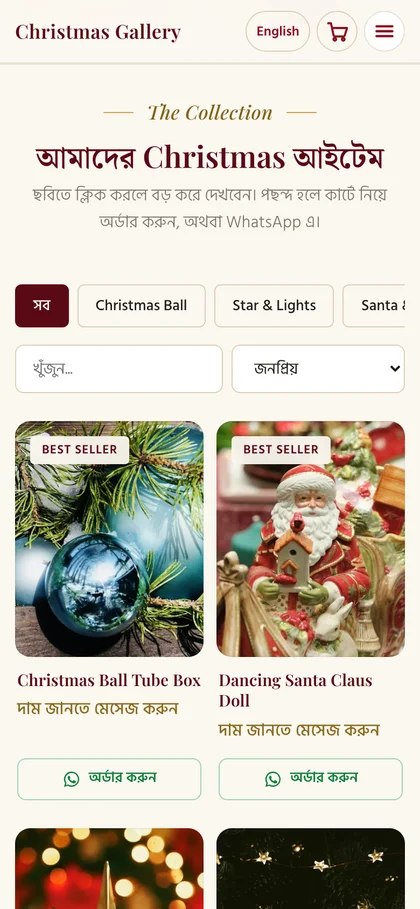 Christmas Gallery
English
The Collection
আমাদের Christmas আইটেম
ছবিতে ক্লিক করলে বড় করে দেখবেন। পছন্দ হলে কার্টে নিয়ে
অর্ডার করুন, অথবা WhatsApp এ।
সব
Christmas Ball
Star & Lights
Santa &
খুঁজুন...
জনপ্রিয়
BEST SELLER
BEST SELLER
Christmas Ball Tube Box
দাম জানতে মেসেজ করুন
অর্ডার করুন
Dancing Santa Claus
Doll
দাম জানতে মেসেজ করুন
অর্ডার করুন